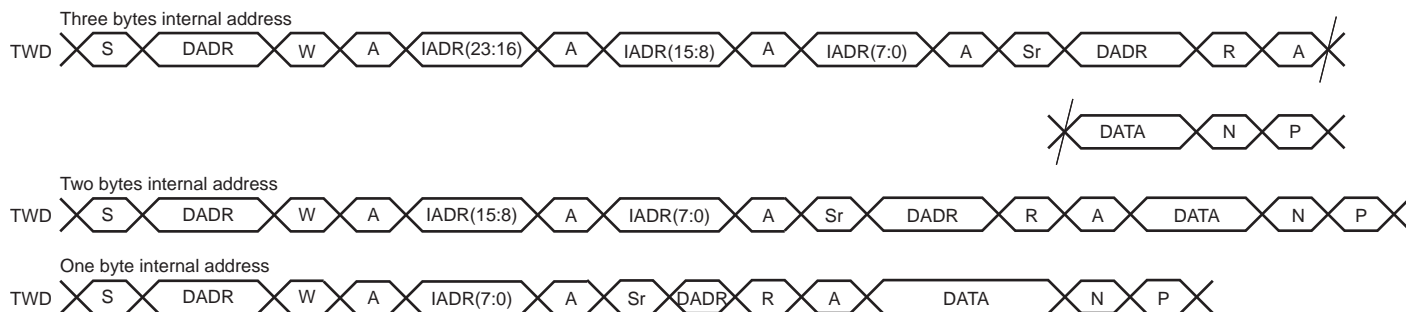 Three bytes internal address
TWD S DADR W A IADR(23:16) A IADR(15:8) A IADR(7:0) A Sr DADR R A
DATA N P
Two bytes internal address
TWD S DADR W A IADR(15:8) A IADR(7:0) A Sr DADR R A DATA N P
One byte internal address
TWD S DADR W A IADR(7:0) A Sr DADR R A DATA N P